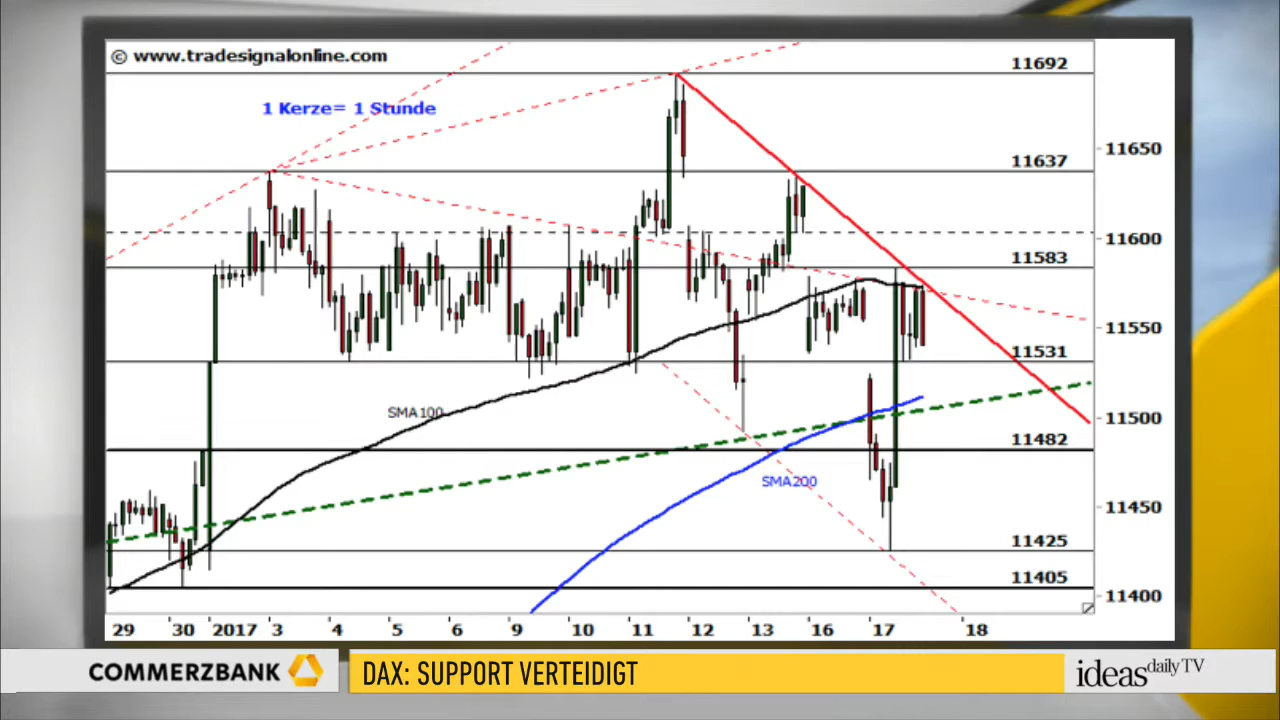 © www.tradesignalonline.com
1 Kerze= 1 Stunde
11692
11650
11637
11600
11583
11550
11531
SMA100
11500
11482
SMA200
11450
11425
11405
11400
29 30 2017 3 4 5 6 9 10 11 12 13 16 17 18
COMMERZBANK
DAX: SUPPORT VERTEIDIGT
ideas daily TV